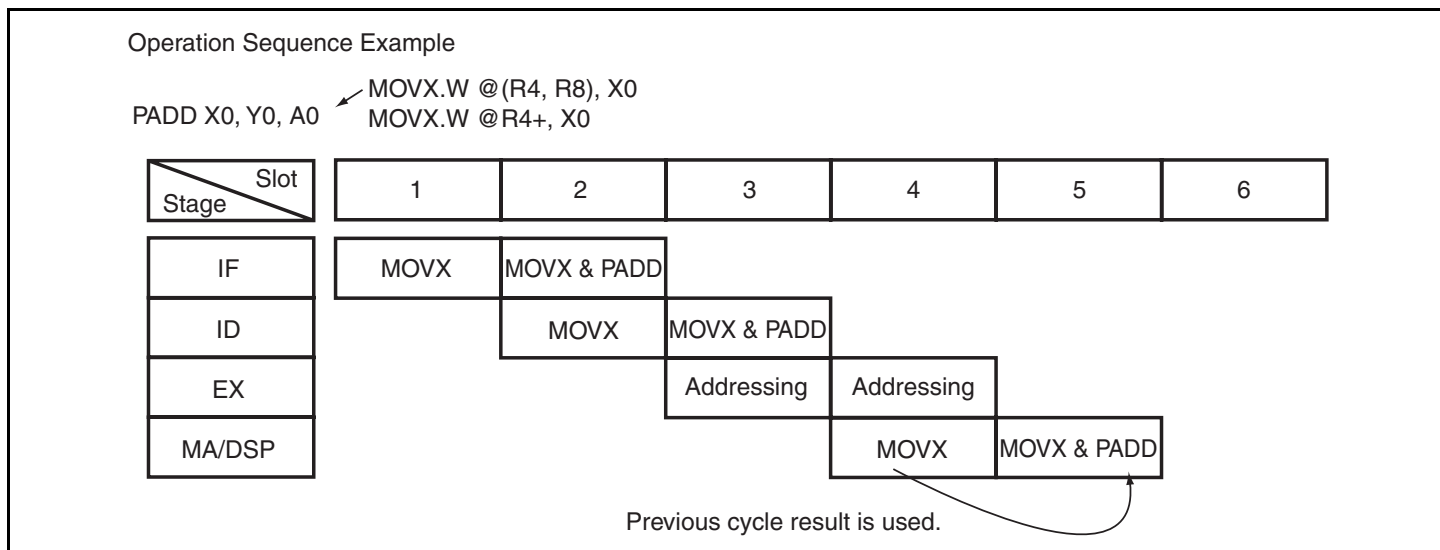 Operation Sequence Example
MOVX.W @(R4, R8), X0
PADD X0, Y0, A0 MOVX.W @R4+, X0
Slot
Stage
1 2 3 4 5 6
IF MOVX MOVX & PADD
ID MOVX MOVX & PADD
EX Addressing Addressing
MA/DSP MOVX MOVX & PADD
Previous cycle result is used.